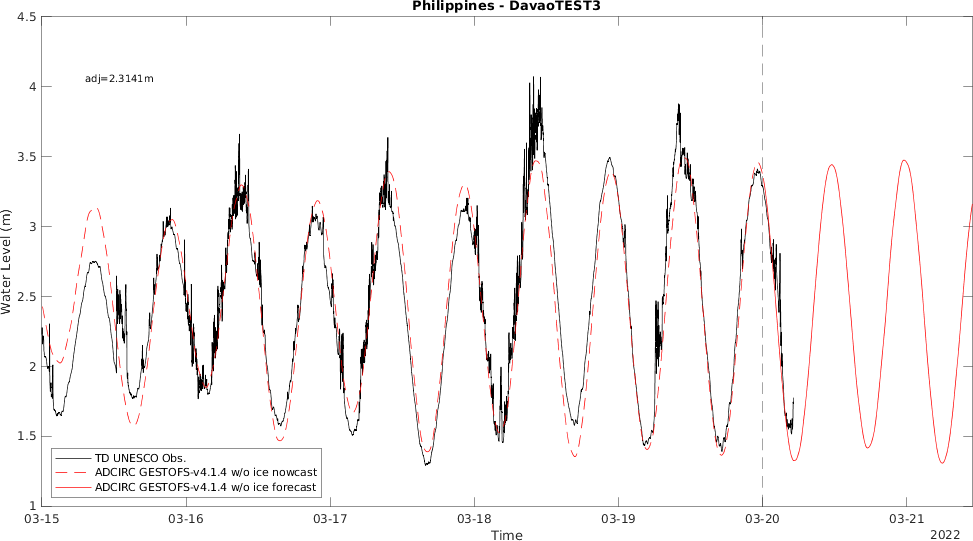 Philippines - DavaoTEST3
4.5
4
3.5
3
2.5
2
1.5
1
Water Level (m)
adj=2.3141m
TD UNESCO Obs.
ADCIRC GESTOFS-v4.1.4 w/o ice nowcast
ADCIRC GESTOFS-v4.1.4 w/o ice forecast
03-15
03-16
03-17
03-18
03-19
03-20
03-21
Time
2022